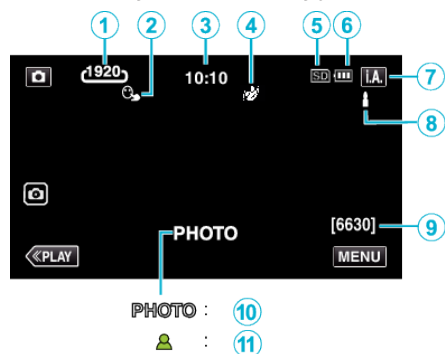 1 2 3 4 5 6
1920 10:10 SD i.A. 7
8
[6630] 9
PHOTO
≪PLAY MENU
PHOTO : 10
: 11